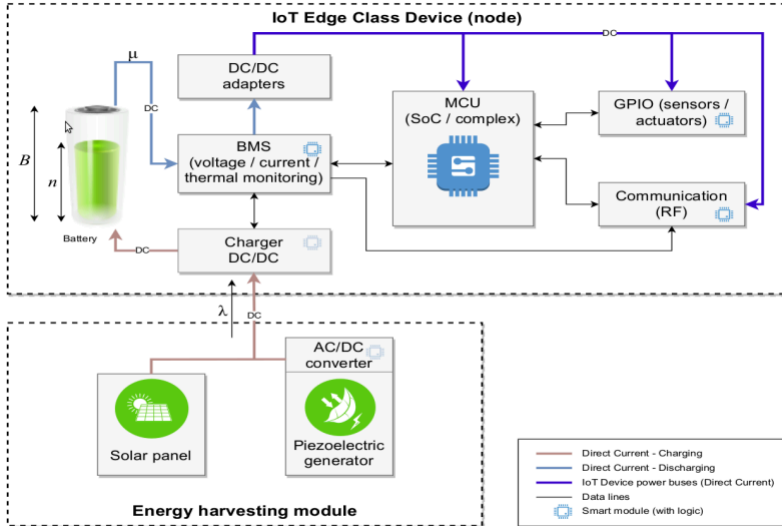 IoT Edge Class Device (node)
μ
DC
DC/DC
adapters
DC
MCU
(SoC / complex)
GPIO (sensors /
actuators)
B
n
BMS
(voltage / current /
thermal monitoring)
Communication
(RF)
Battery
DC
Charger
DC/DC
λ
DC
AC/DC
converter
Solar panel
Piezoelectric
generator
Energy harvesting module
Direct Current - Charging
Direct Current - Discharging
IoT Device power buses (Direct Current)
Data lines
Smart module (with logic)